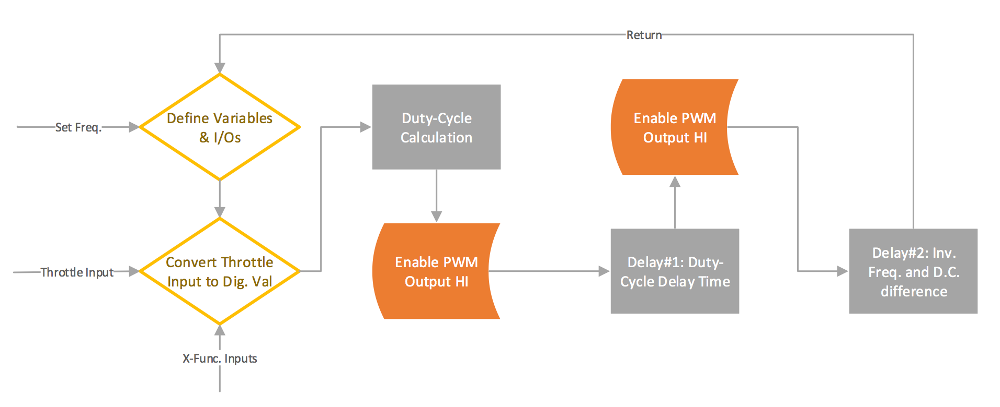 Return
Set Freq.
Define Variables
& I/Os
Duty-Cycle
Calculation
Enable PWM
Output HI
Throttle Input
Convert Throttle
Input to Dig. Val
Enable PWM
Output HI
Delay#1: Duty-
Cycle Delay Time
Delay#2: Inv.
Freq. and D.C.
difference
X-Func. Inputs